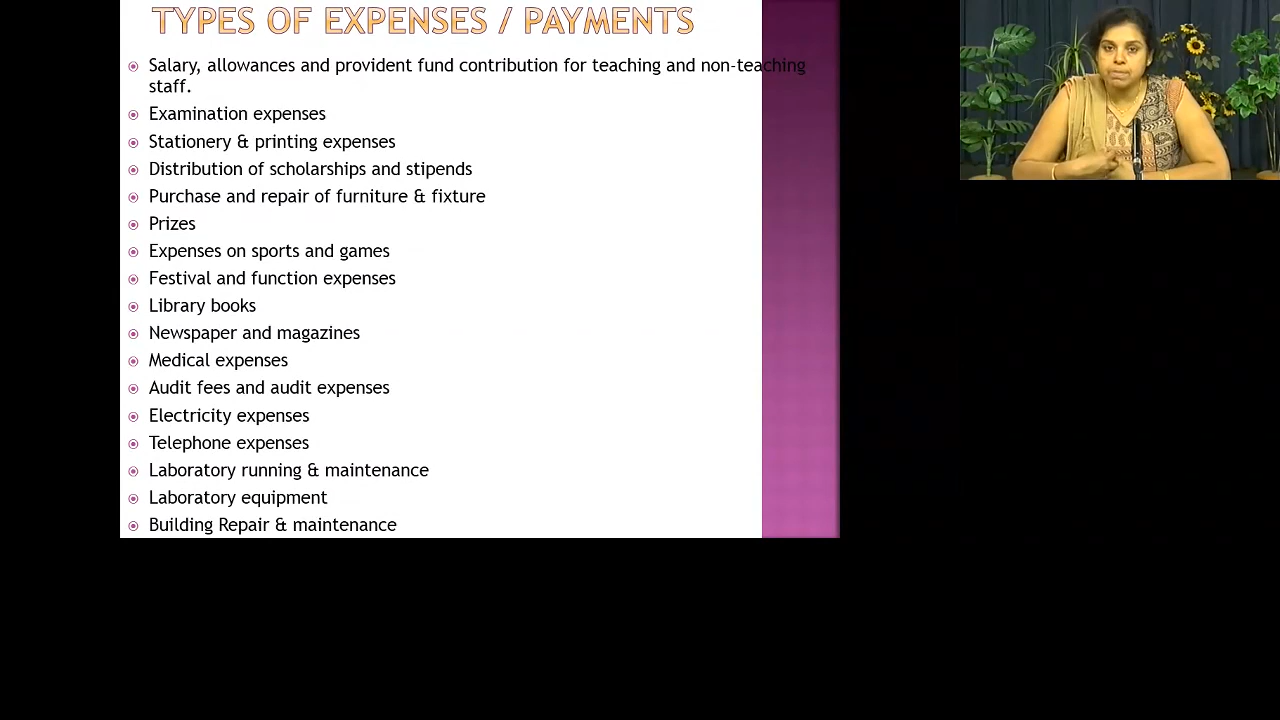 TYPES OF EXPENSES / PAYMENTS
Salary, allowances and provident fund contribution for teaching and non-teaching
staff.
Examination expenses
Stationery & printing expenses
Distribution of scholarships and stipends
Purchase and repair of furniture & fixture
Prizes
Expenses on sports and games
Festival and function expenses
Library books
Newspaper and magazines
Medical expenses
Audit fees and audit expenses
Electricity expenses
Telephone expenses
Laboratory running & maintenance
Laboratory equipment
Building Repair & maintenance